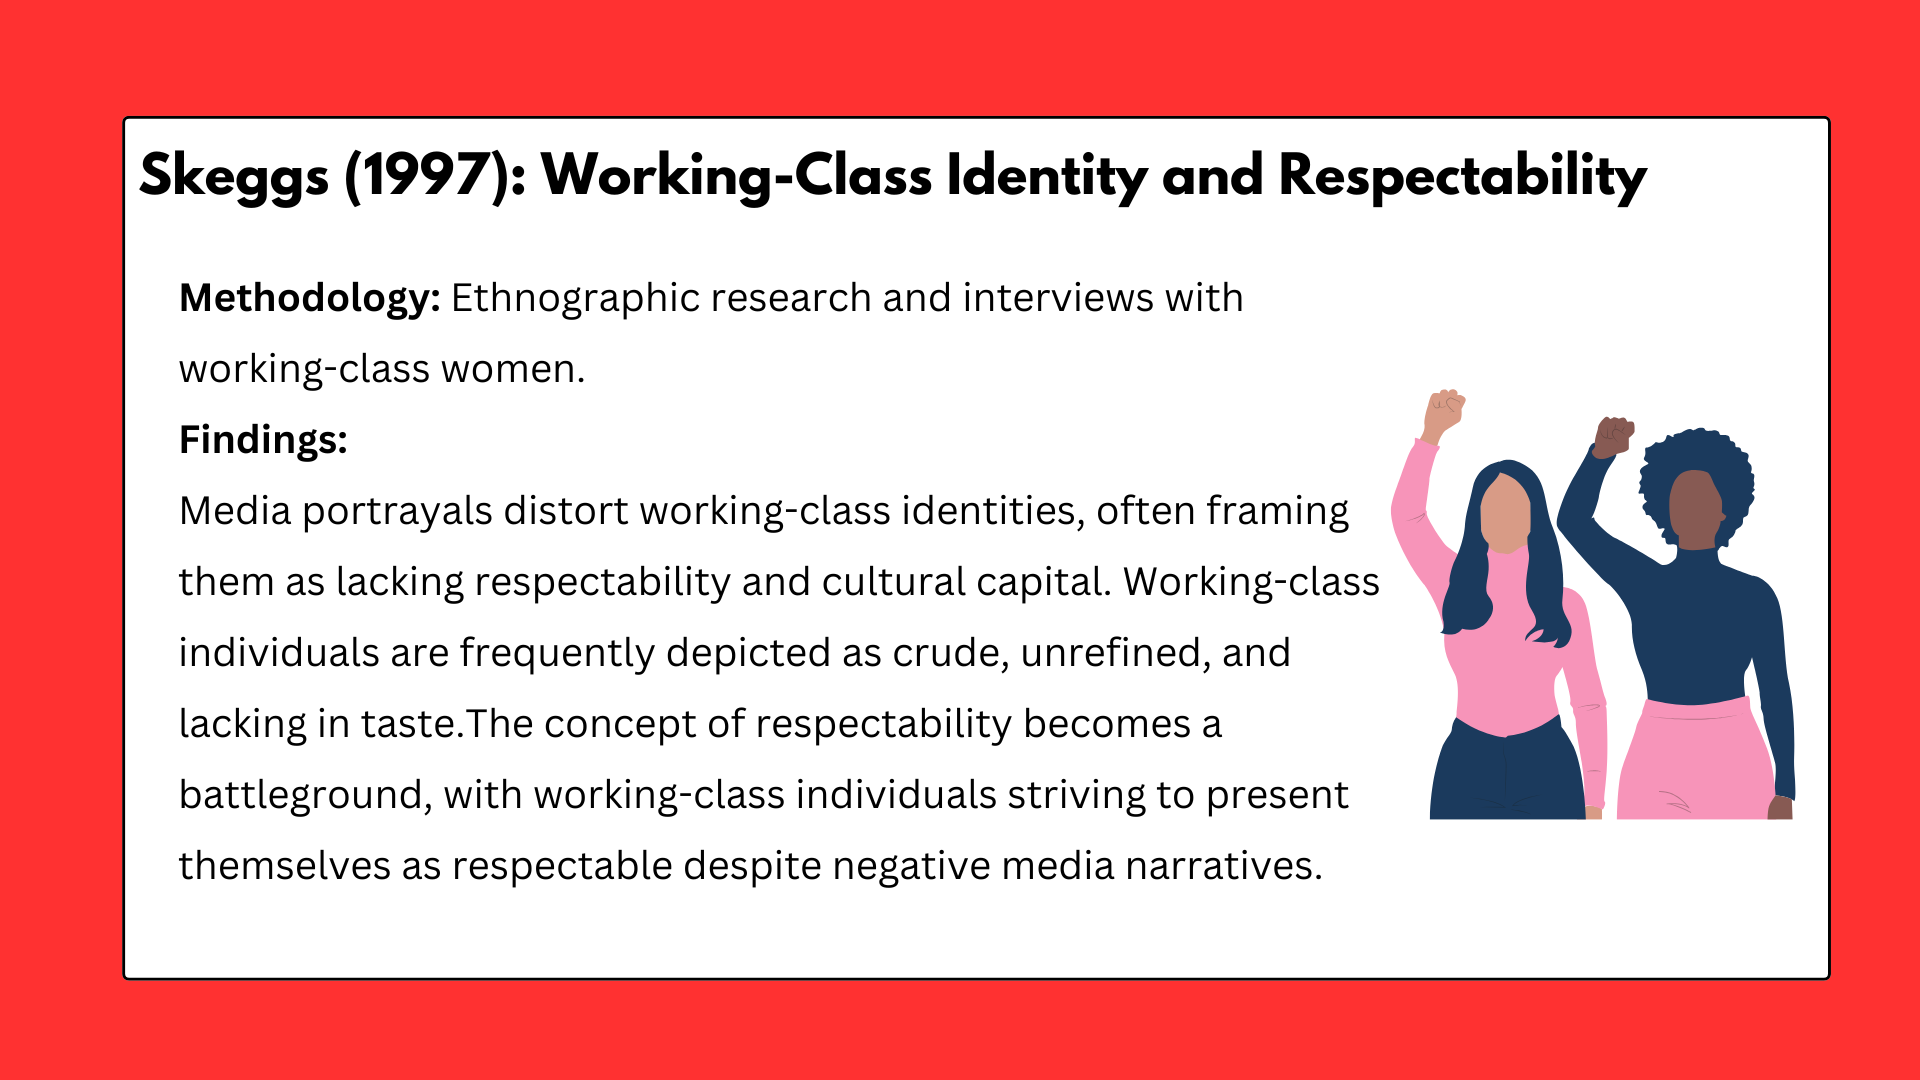 Skeggs (1997): Working-Class Identity and Respectability
Methodology: Ethnographic research and interviews with
working-class women.
Findings:
Media portrayals distort working-class identities, often framing
them as lacking respectability and cultural capital. Working-class
individuals are frequently depicted as crude, unrefined, and
lacking in taste.The concept of respectability becomes a
battleground, with working-class individuals striving to present
themselves as respectable despite negative media narratives.